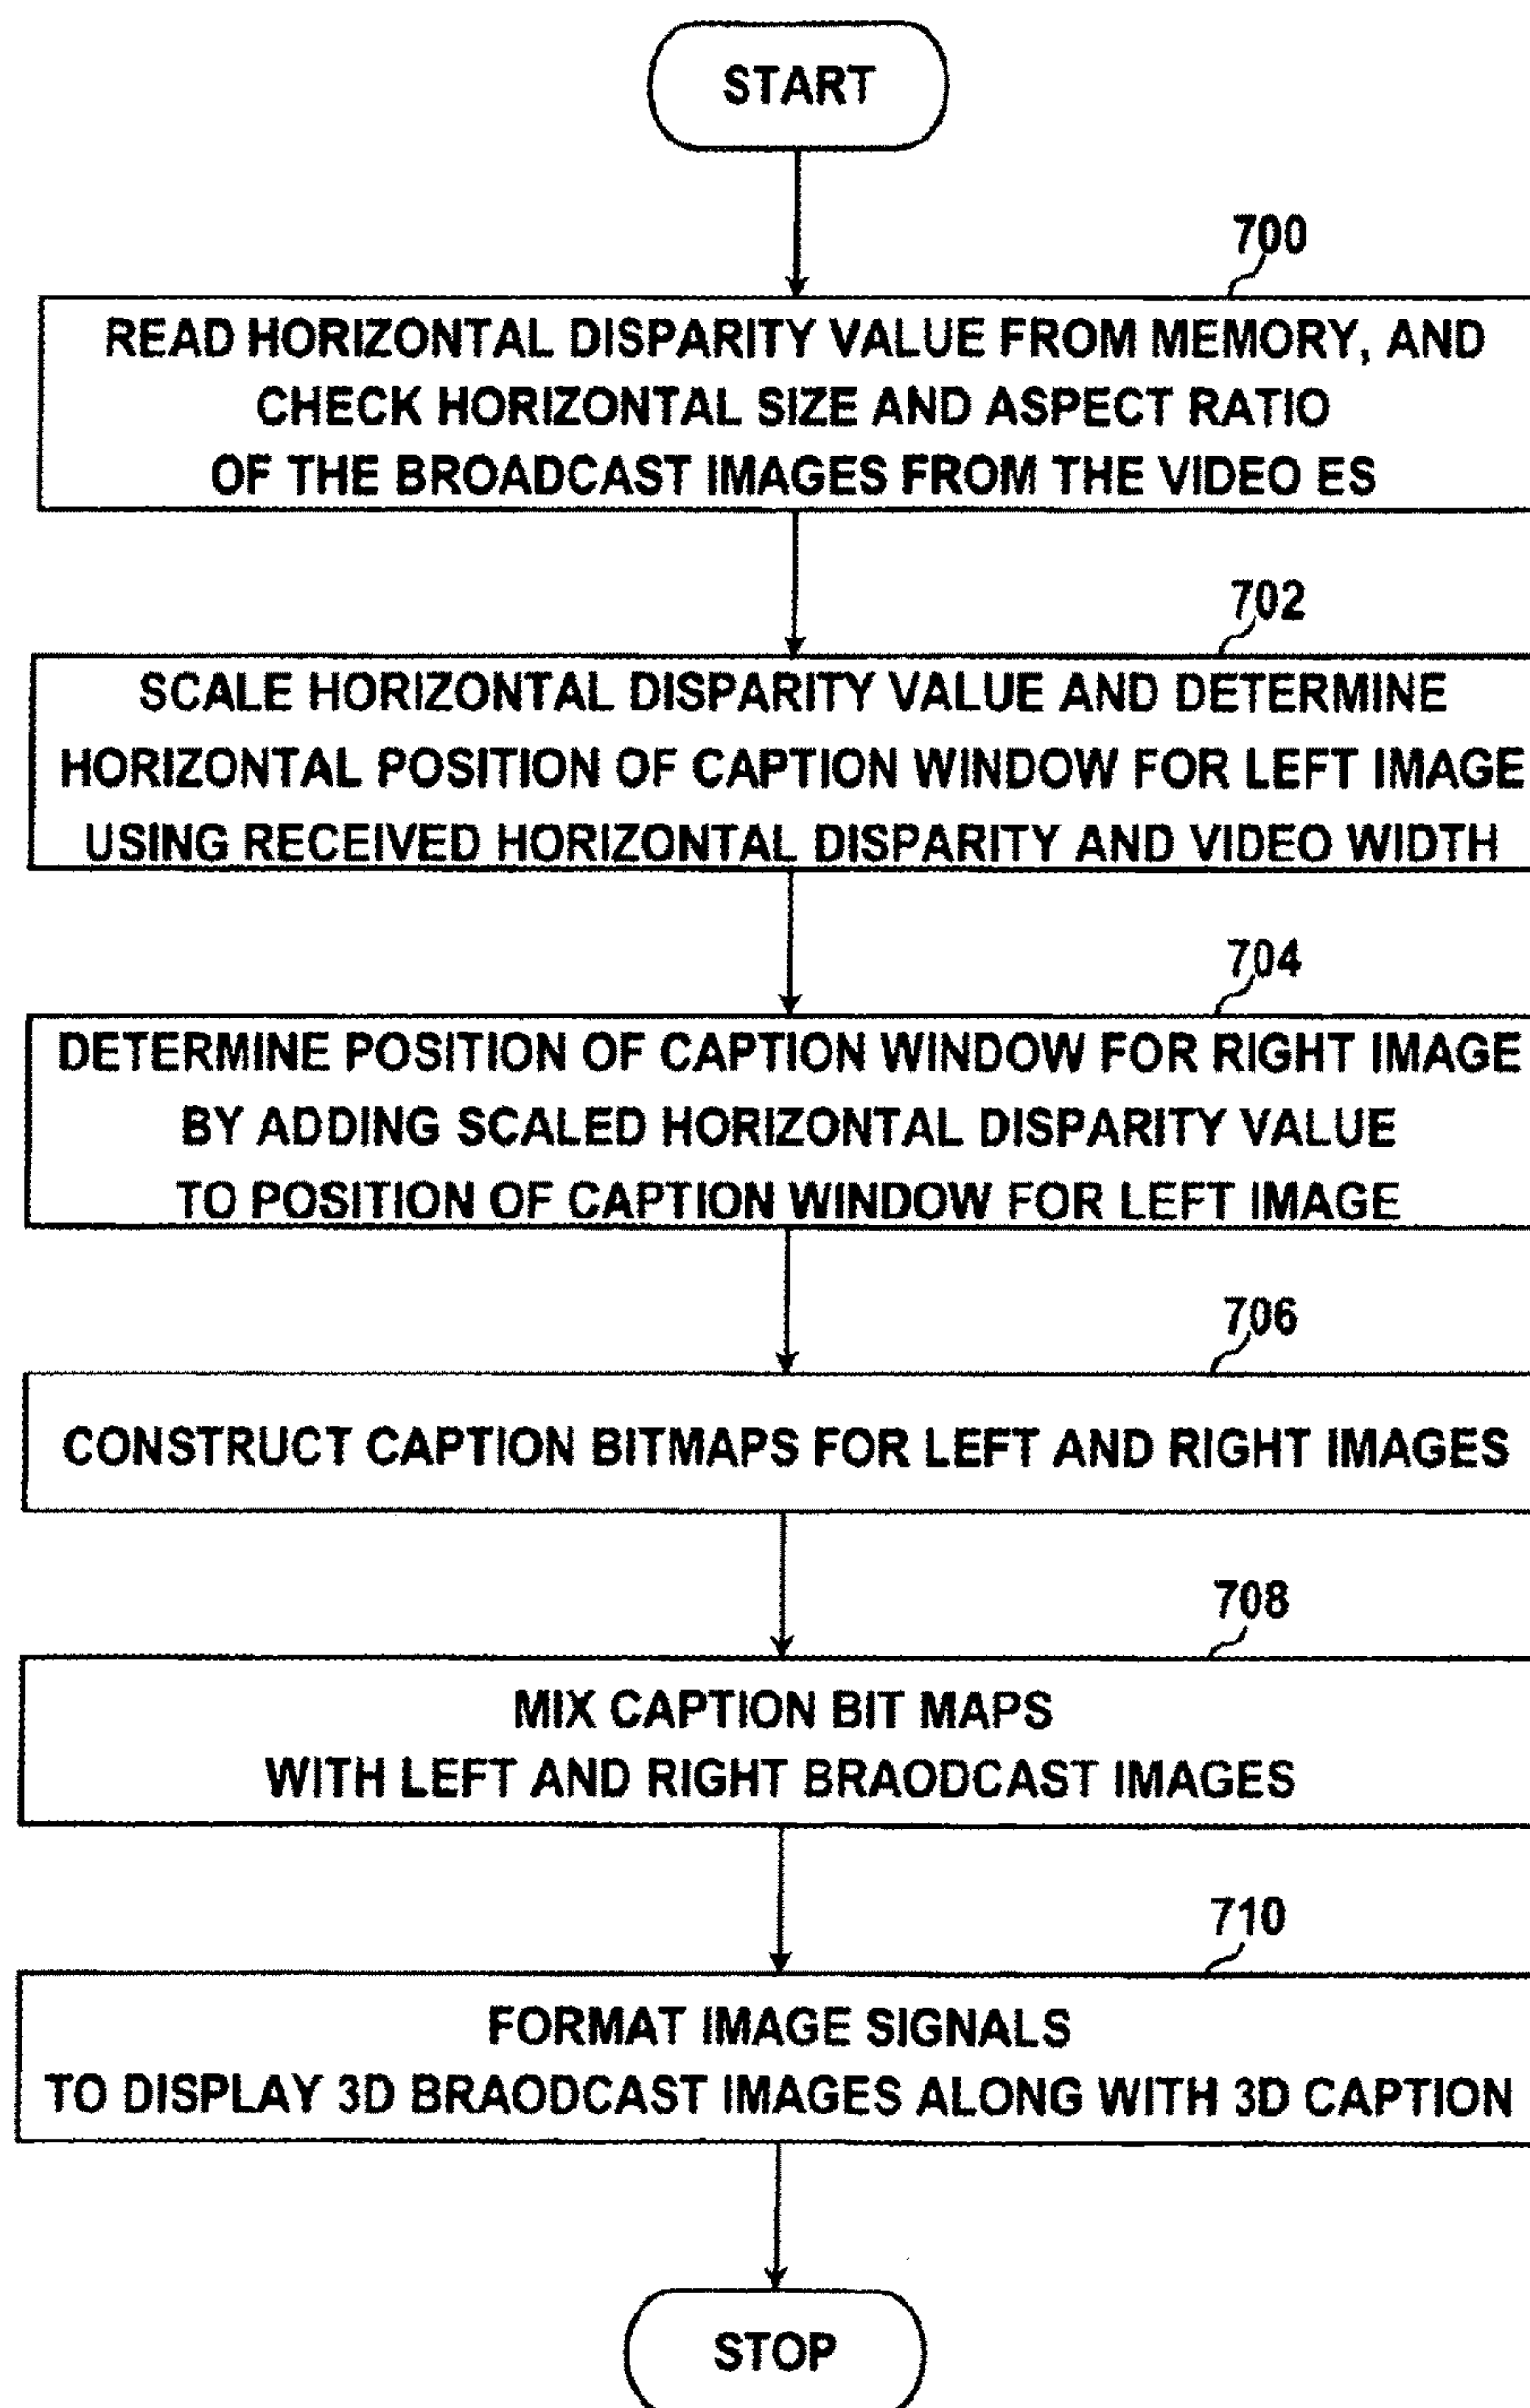 START
700
READ HORIZONTAL DISPARITY VALUE FROM MEMORY, AND
CHECK HORIZONTAL SIZE AND ASPECT RATIO
OF THE BROADCAST IMAGES FROM THE VIDEO ES
702
SCALE HORIZONTAL DISPARITY VALUE AND DETERMINE
HORIZONTAL POSITION OF CAPTION WINDOW FOR LEFT IMAGE
USING RECEIVED HORIZONTAL DISPARITY AND VIDEO WIDTH
704
DETERMINE POSITION OF CAPTION WINDOW FOR RIGHT IMAGE
BY ADDING SCALED HORIZONTAL DISPARITY VALUE
TO POSITION OF CAPTION WINDOW FOR LEFT IMAGE
706
CONSTRUCT CAPTION BITMAPS FOR LEFT AND RIGHT IMAGES
708
MIX CAPTION BIT MAPS
WITH LEFT AND RIGHT BRAODCAST IMAGES
710
FORMAT IMAGE SIGNALS
TO DISPLAY 3D BRAODCAST IMAGES ALONG WITH 3D CAPTION
STOP